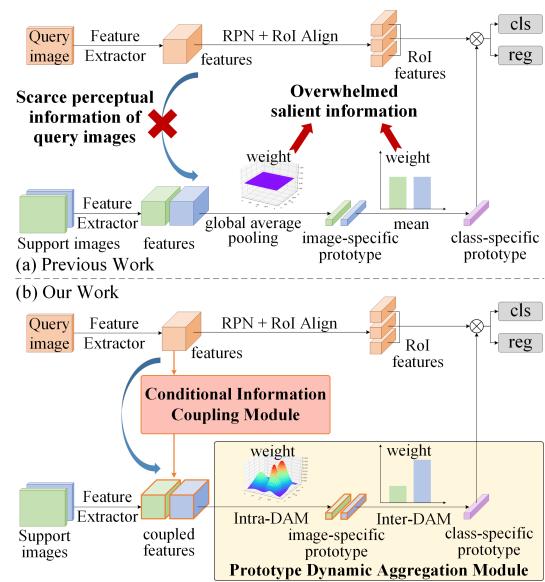 Query
image
Feature
Extractor
features
RPN + RoI Align
RoI
features
cls
reg
Scarce perceptual
information of
query images
Overwhelmed
salient information
weight
weight
Support images
Feature
Extractor
features
global average
pooling
image-specific
prototype
mean
class-specific
prototype
(a) Previous Work
(b) Our Work
Query
image
Feature
Extractor
features
RPN + RoI Align
RoI
features
cls
reg
Conditional Information
Coupling Module
weight
weight
Support
images
Feature
Extractor
coupled
features
Intra-DAM
image-specific
prototype
Inter-DAM
class-specific
prototype
Prototype Dynamic Aggregation Module